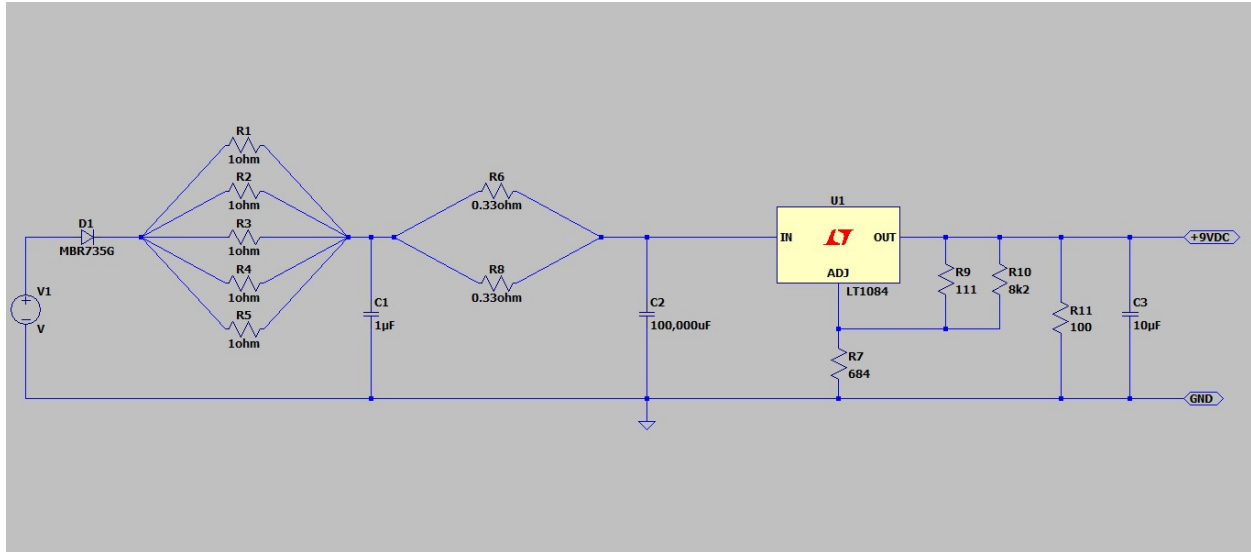 R1
1ohm
R2
1ohm
R3
1ohm
R4
1ohm
R5
1ohm
D1
MBR735G
V1
V
C1
1µF
R6
0.33ohm
R8
0.33ohm
C2
100,000uF
U1
IN
LT
OUT
ADJ
LT1084
R7
684
R9
111
R10
8k2
R11
100
C3
10µF
+9VDC
GND